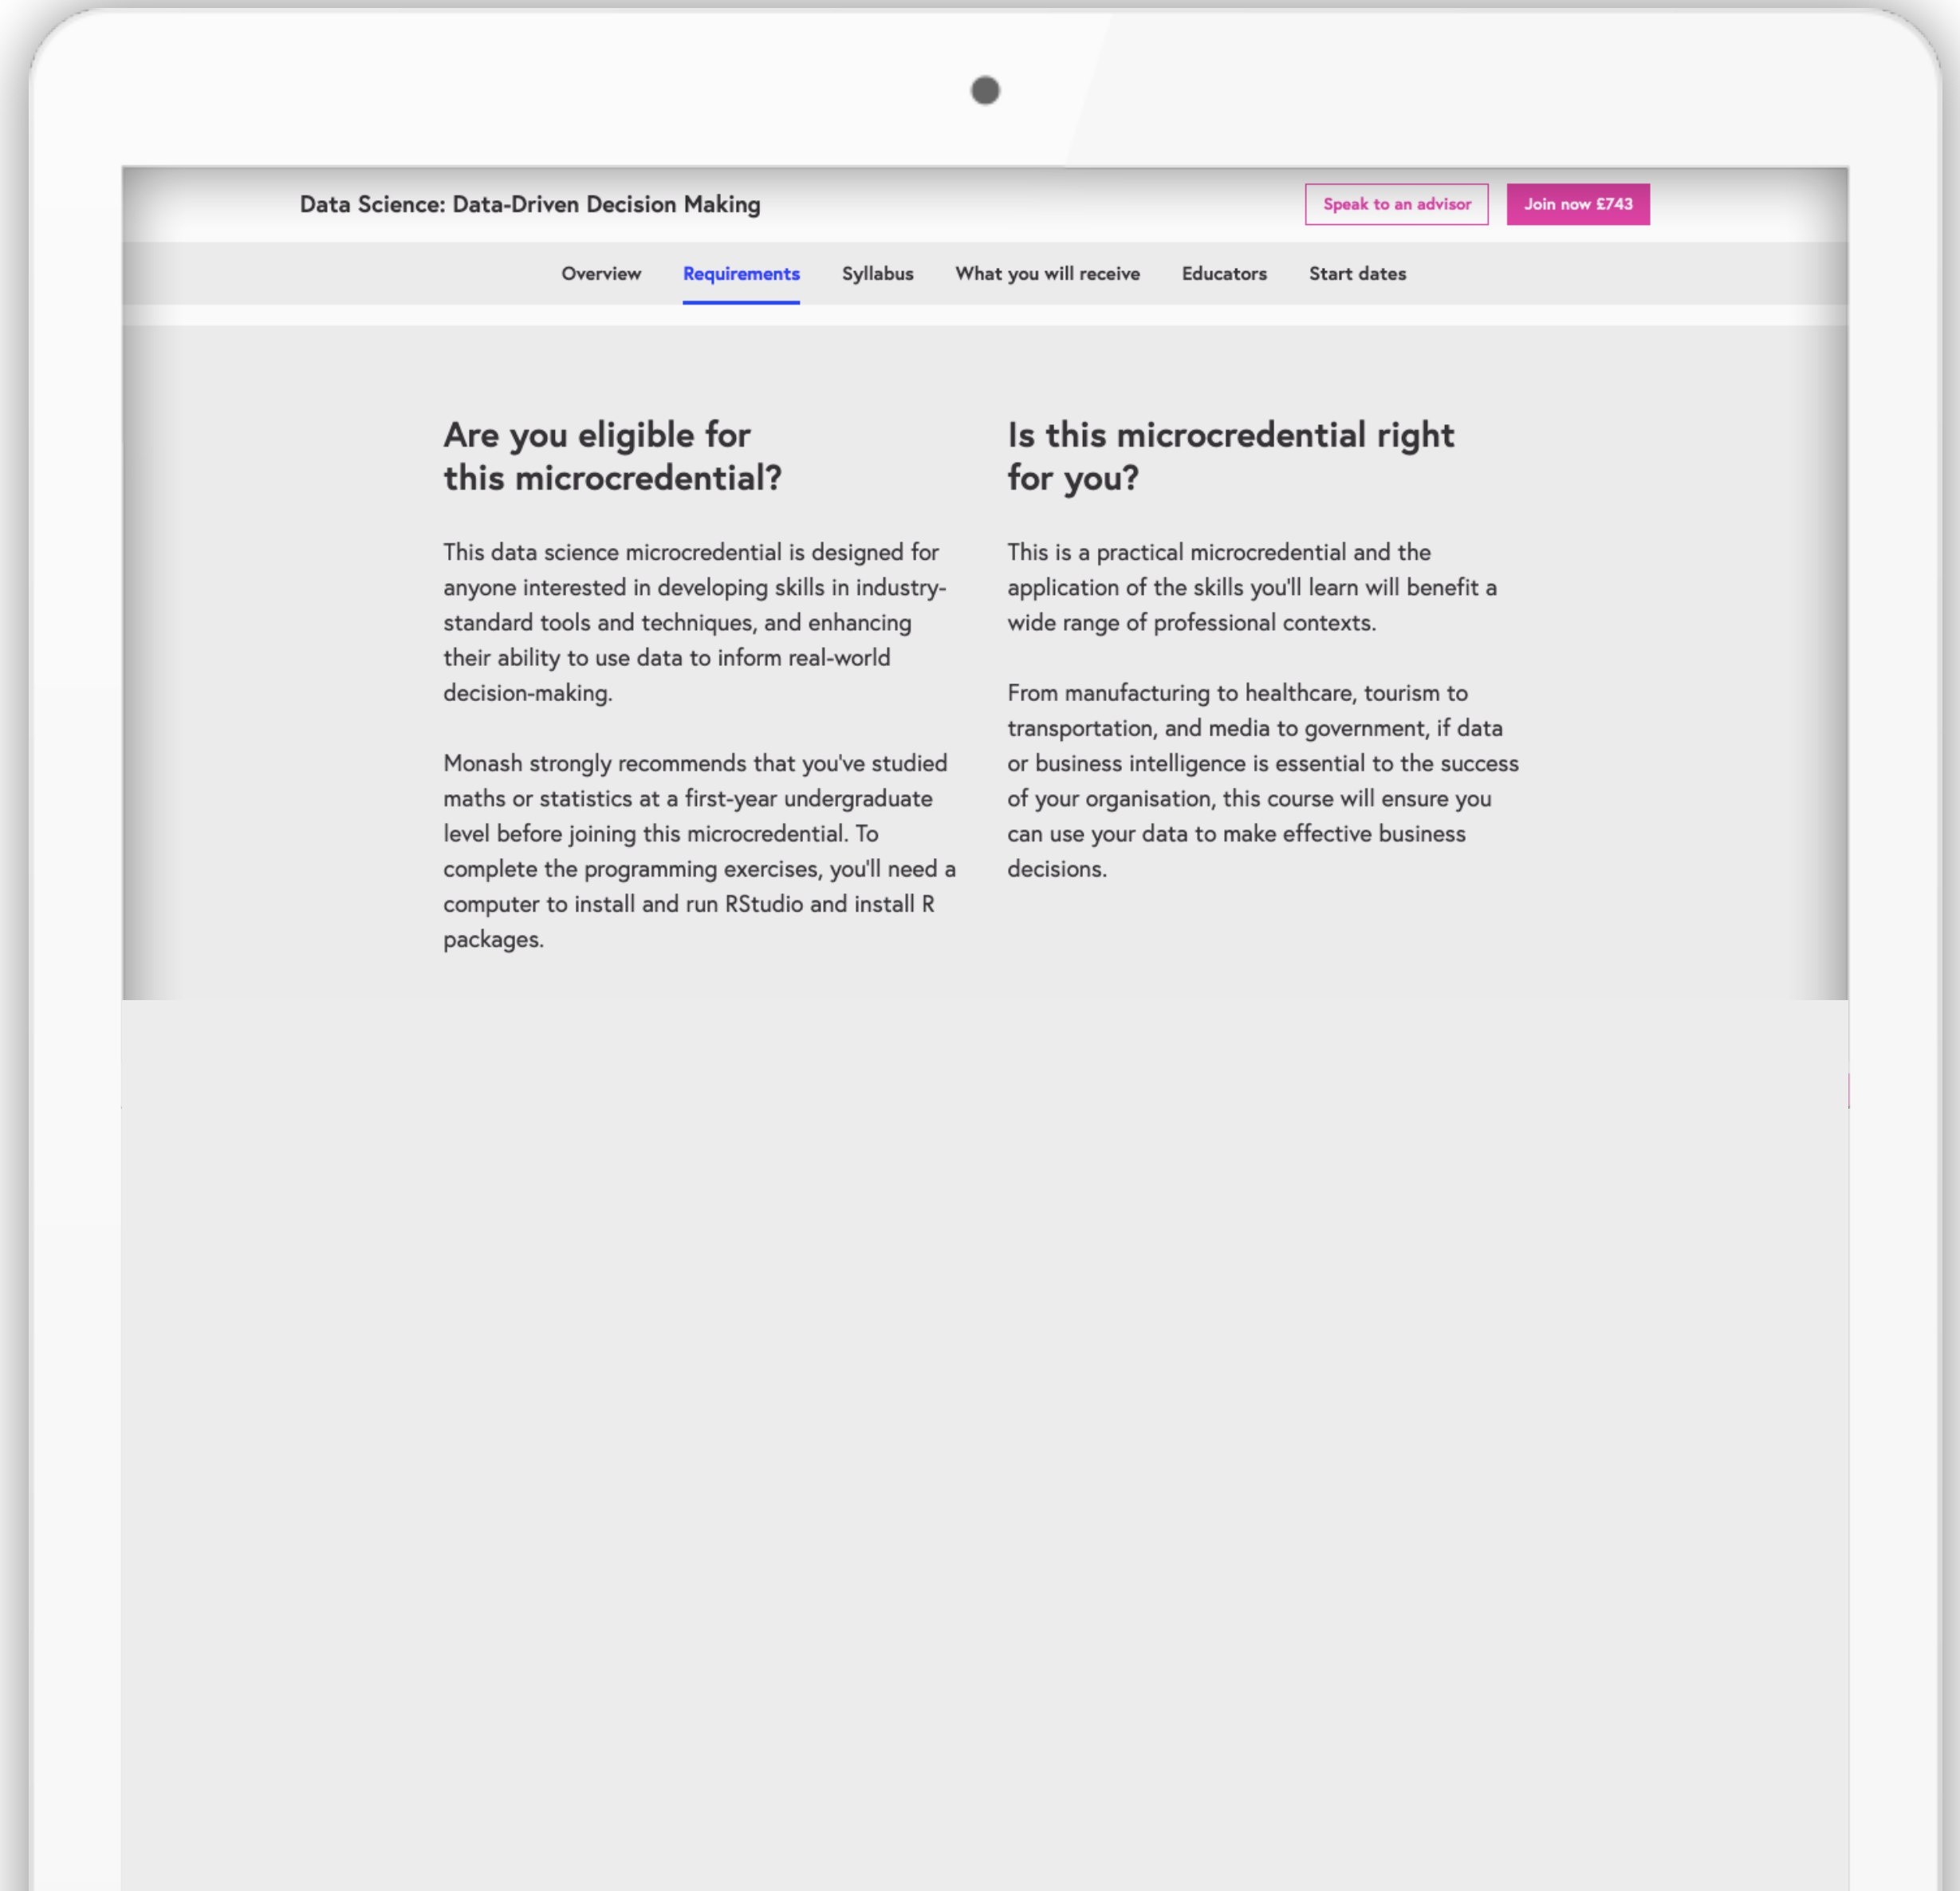 Data Science: Data-Driven Decision Making
Speak to an advisor
Join now £743
Overview
Requirements
Syllabus
What you will receive
Educators
Start dates
Are you eligible for
this microcredential?
This data science microcredential is designed for
anyone interested in developing skills in industry-
standard tools and techniques, and enhancing
their ability to use data to inform real-world
decision-making.
Monash strongly recommends that you've studied
maths or statistics at a first-year undergraduate
level before joining this microcredential. To
complete the programming exercises, you'll need a
computer to install and run RStudio and install R
packages.
Is this microcredential right
for you?
This is a practical microcredential and the
application of the skills you'll learn will benefit a
wide range of professional contexts.
From manufacturing to healthcare, tourism to
transportation, and media to government, if data
or business intelligence is essential to the success
of your organisation, this course will ensure you
can use your data to make effective business
decisions.